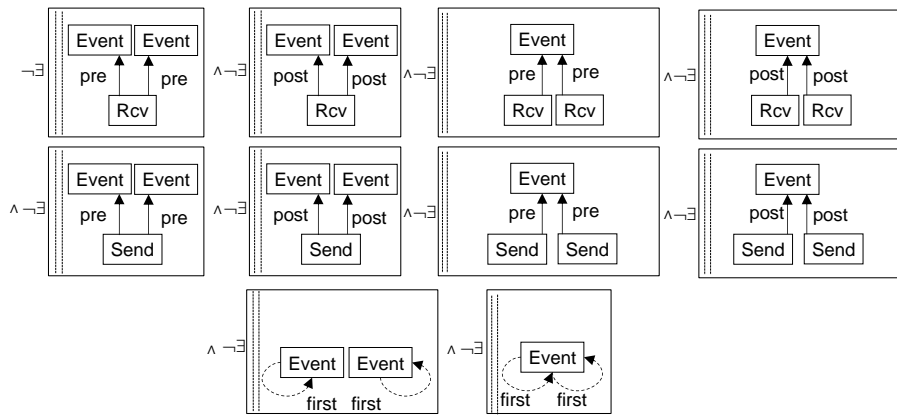 Event Event Event Event Event Event
¬∃ pre pre ∧¬∃ post post ∧¬∃ pre pre ∧¬∃ post post
Rcv Rcv Rcv Rcv Rcv Rcv
Event Event Event Event Event Event
∧¬∃ pre pre ∧¬∃ post post ∧¬∃ pre pre ∧¬∃ post post
Send Send Send Send Send Send
∧¬∃ ∧¬∃
Event Event Event
first first first first